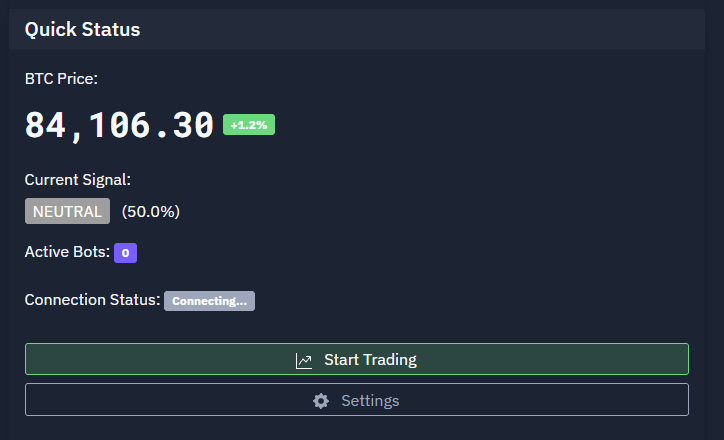 Quick Status
BTC Price:
84,106.30 +1.2%
Current Signal:
NEUTRAL (50.0%)
Active Bots: 0
Connection Status: Connecting...
Start Trading
Settings